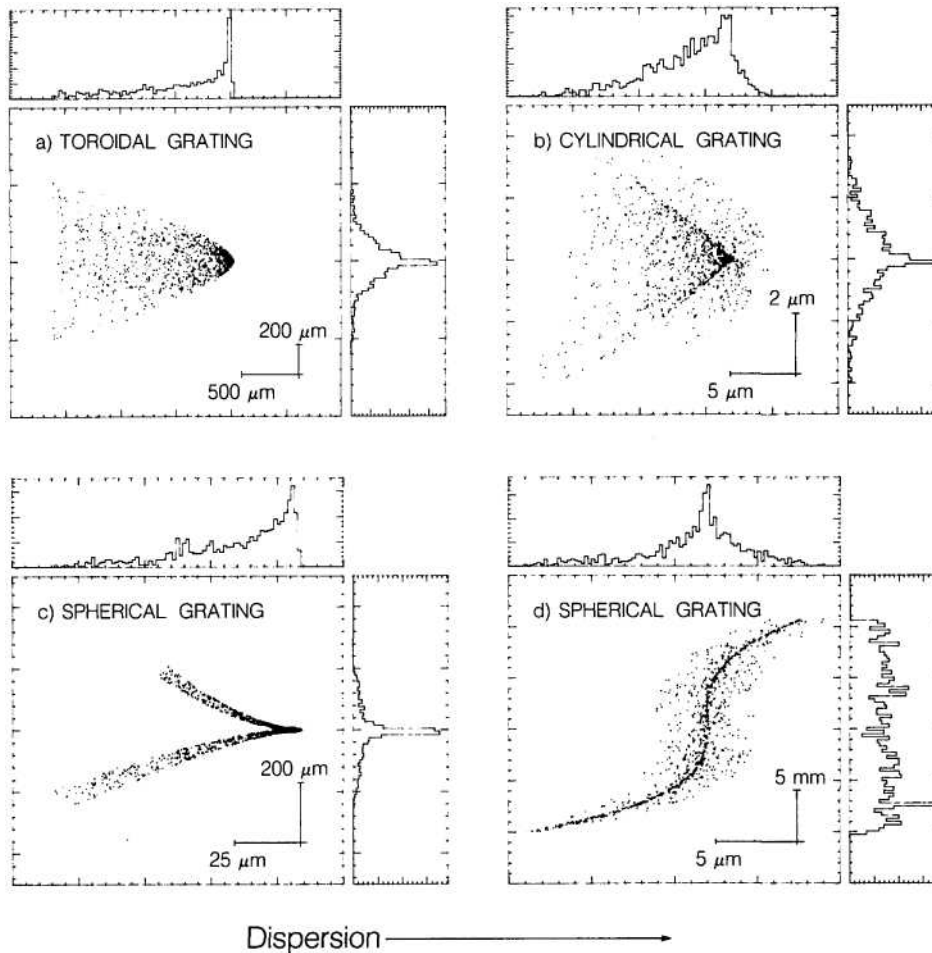 a) TOROIDAL GRATING
200 μm
500 μm
b) CYLINDRICAL GRATING
2 μm
5 μm
c) SPHERICAL GRATING
200 μm
25 μm
d) SPHERICAL GRATING
5 mm
5 μm
Dispersion